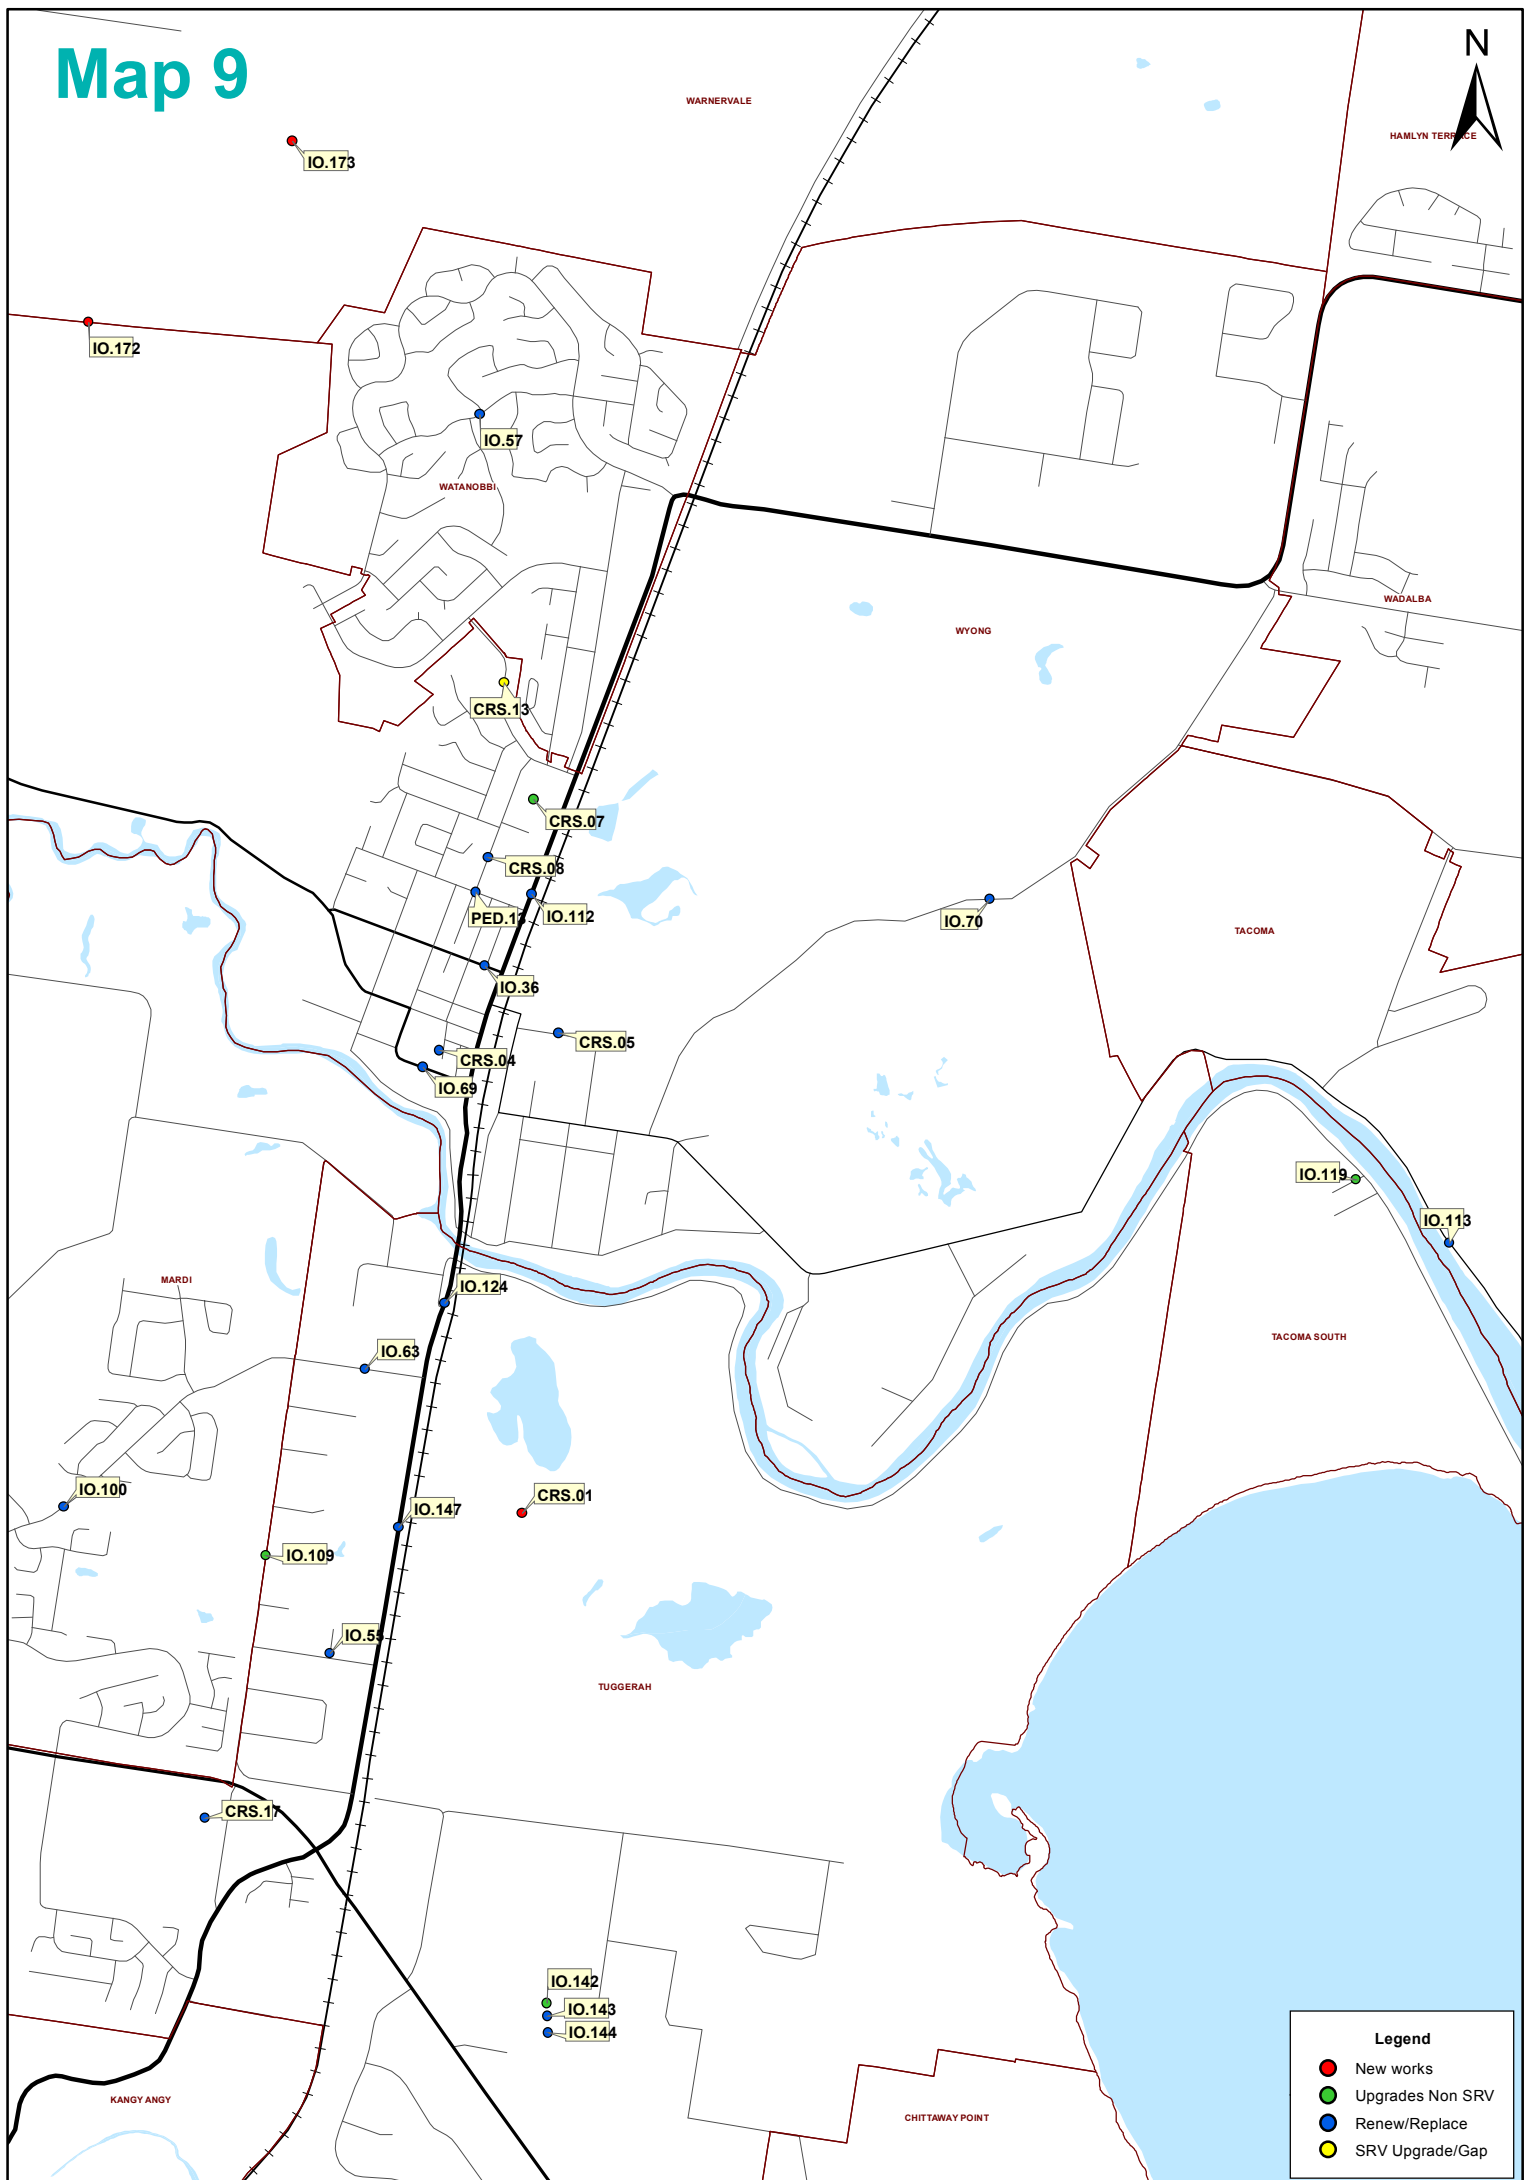 Map 9
N
WARNERVALE
HAMLYN TERRACE
IO.173
IO.172
IO.57
WATANOBBI
WADALBA
WYONG
CRS.13
CRS.07
CRS.08
PED.13
IO.112
IO.70
TACOMA
IO.36
CRS.05
CRS.04
IO.69
IO.119
IO.113
MARDI
IO.124
TACOMA SOUTH
IO.63
IO.100
CRS.01
IO.147
IO.109
IO.55
TUGGERAH
CRS.17
IO.142
IO.143
IO.144
KANGY ANGY
CHITTAWAY POINT
Legend
New works
Upgrades Non SRV
Renew/Replace
SRV Upgrade/Gap